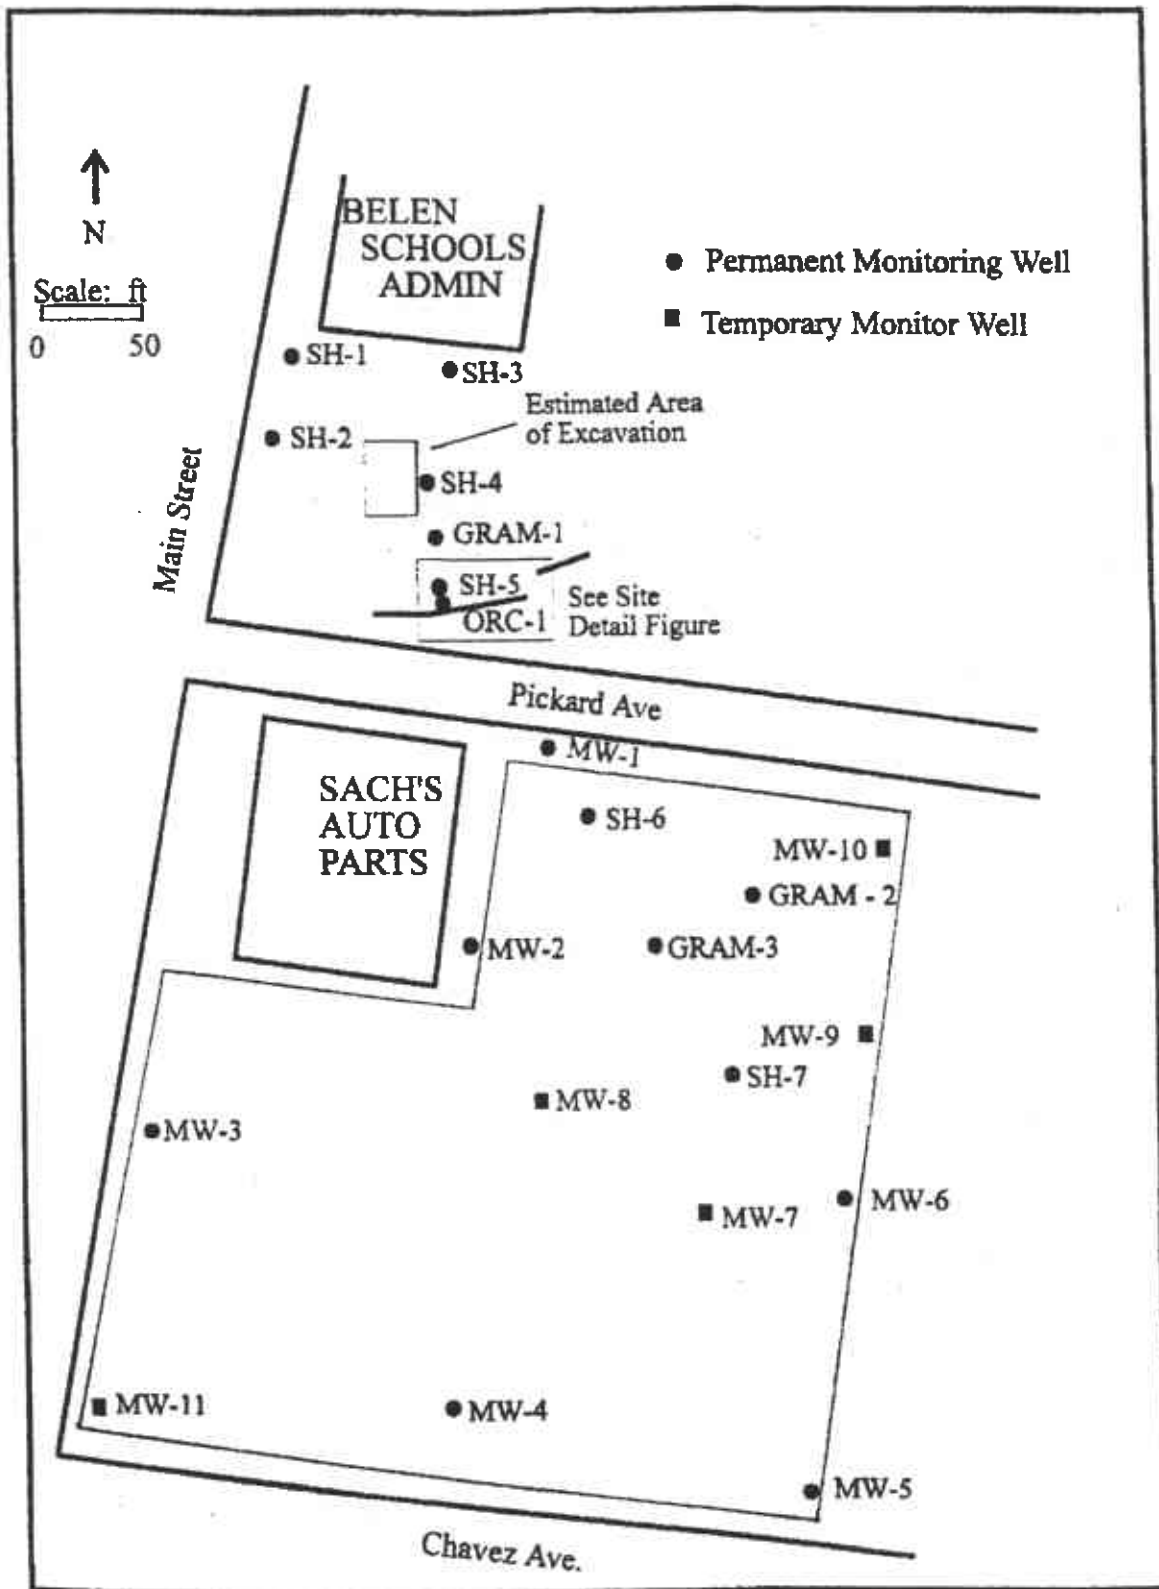 N
Scale: ft
0 50
BELEN
SCHOOLS
ADMIN
Permanent Monitoring Well
Temporary Monitor Well
SH-1
SH-3
Estimated Area
of Excavation
SH-2
SH-4
Main Street
GRAM-1
SH-5
ORC-1
See Site
Detail Figure
Pickard Ave
MW-1
SACH'S
AUTO
PARTS
SH-6
MW-10
GRAM - 2
MW-2
GRAM-3
MW-9
SH-7
MW-8
MW-3
MW-6
MW-7
MW-11
MW-4
MW-5
Chavez Ave.